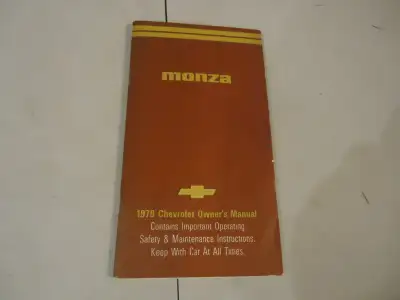 monza
1978 Chevrolet Owner's Manual
Contains Important Operating
Safety & Maintenance Instructions.
Keep With Car At All Times.